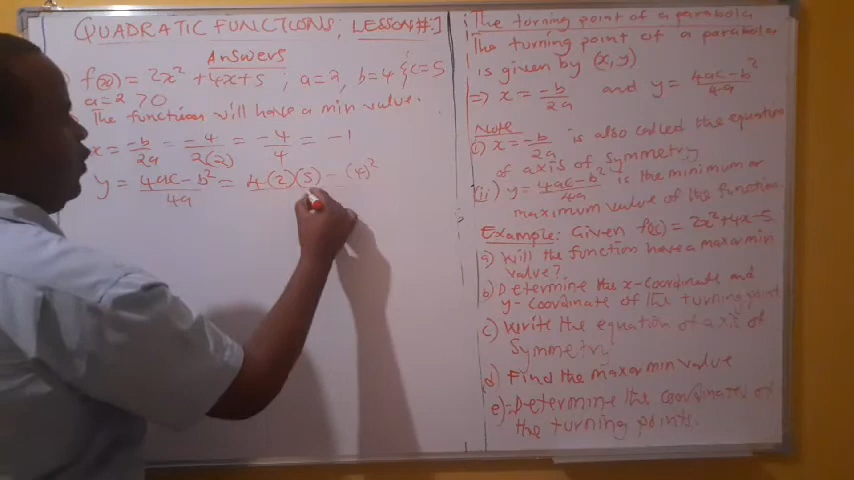 QUADRATIC FUNCTIONS; LESSON#:1
Answers
f(x) = 2x² + 4x + 5 ; a = 2, b = 4 { c = 5
a = 2 > 0
The function will have a min value.
x = -b/2a = -4/2(2) = -4/4 = -1
y = 4ac - b²/4a = 4(2)(5) - (4)²
The turning point of a parabola
The turning point of a parabola
is given by (x, y)
=> x = -b/2a and y = 4ac - b²/4a
Note
(i) x = -b/2a is also called the equation
of axis of symmetry
(ii) y = 4ac - b²/4a is the minimum or
maximum value of the function.
Example: Given f(x) = 2x² + 4x - 5
a) Will the function have a max or min
value?
b) Determine the x-coordinate and
y-coordinate of the turning point
c) Write the equation of axis of
Symmetry
d) Find the max or min value
e) Determine the coordinates of
the turning points.